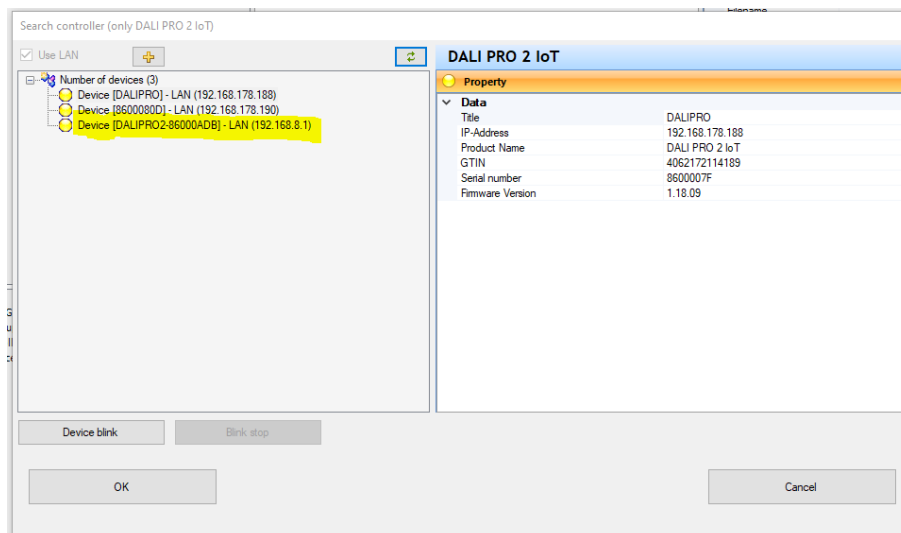 Filename
Search controller (only DALI PRO 2 IoT)
Use LAN
Number of devices (3)
Device [DALIPRO] - LAN (192.168.178.188)
Device [8600080D] - LAN (192.168.178.190)
Device [DALIPRO2-86000ADB] - LAN (192.168.8.1)
Device blink
Blink stop
OK
DALI PRO 2 IoT
Property
Data
Title DALIPRO
IP-Address 192.168.178.188
Product Name DALI PRO 2 IoT
GTIN 4062172114189
Serial number 8600007F
Firmware Version 1.18.09
Cancel